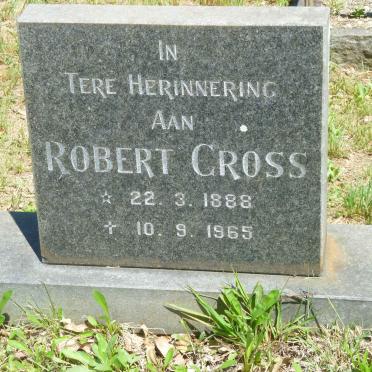 IN
TERE HERINNERING
AAN
ROBERT CROSS
☆ 22. 3. 1888
✝ 10. 9. 1965